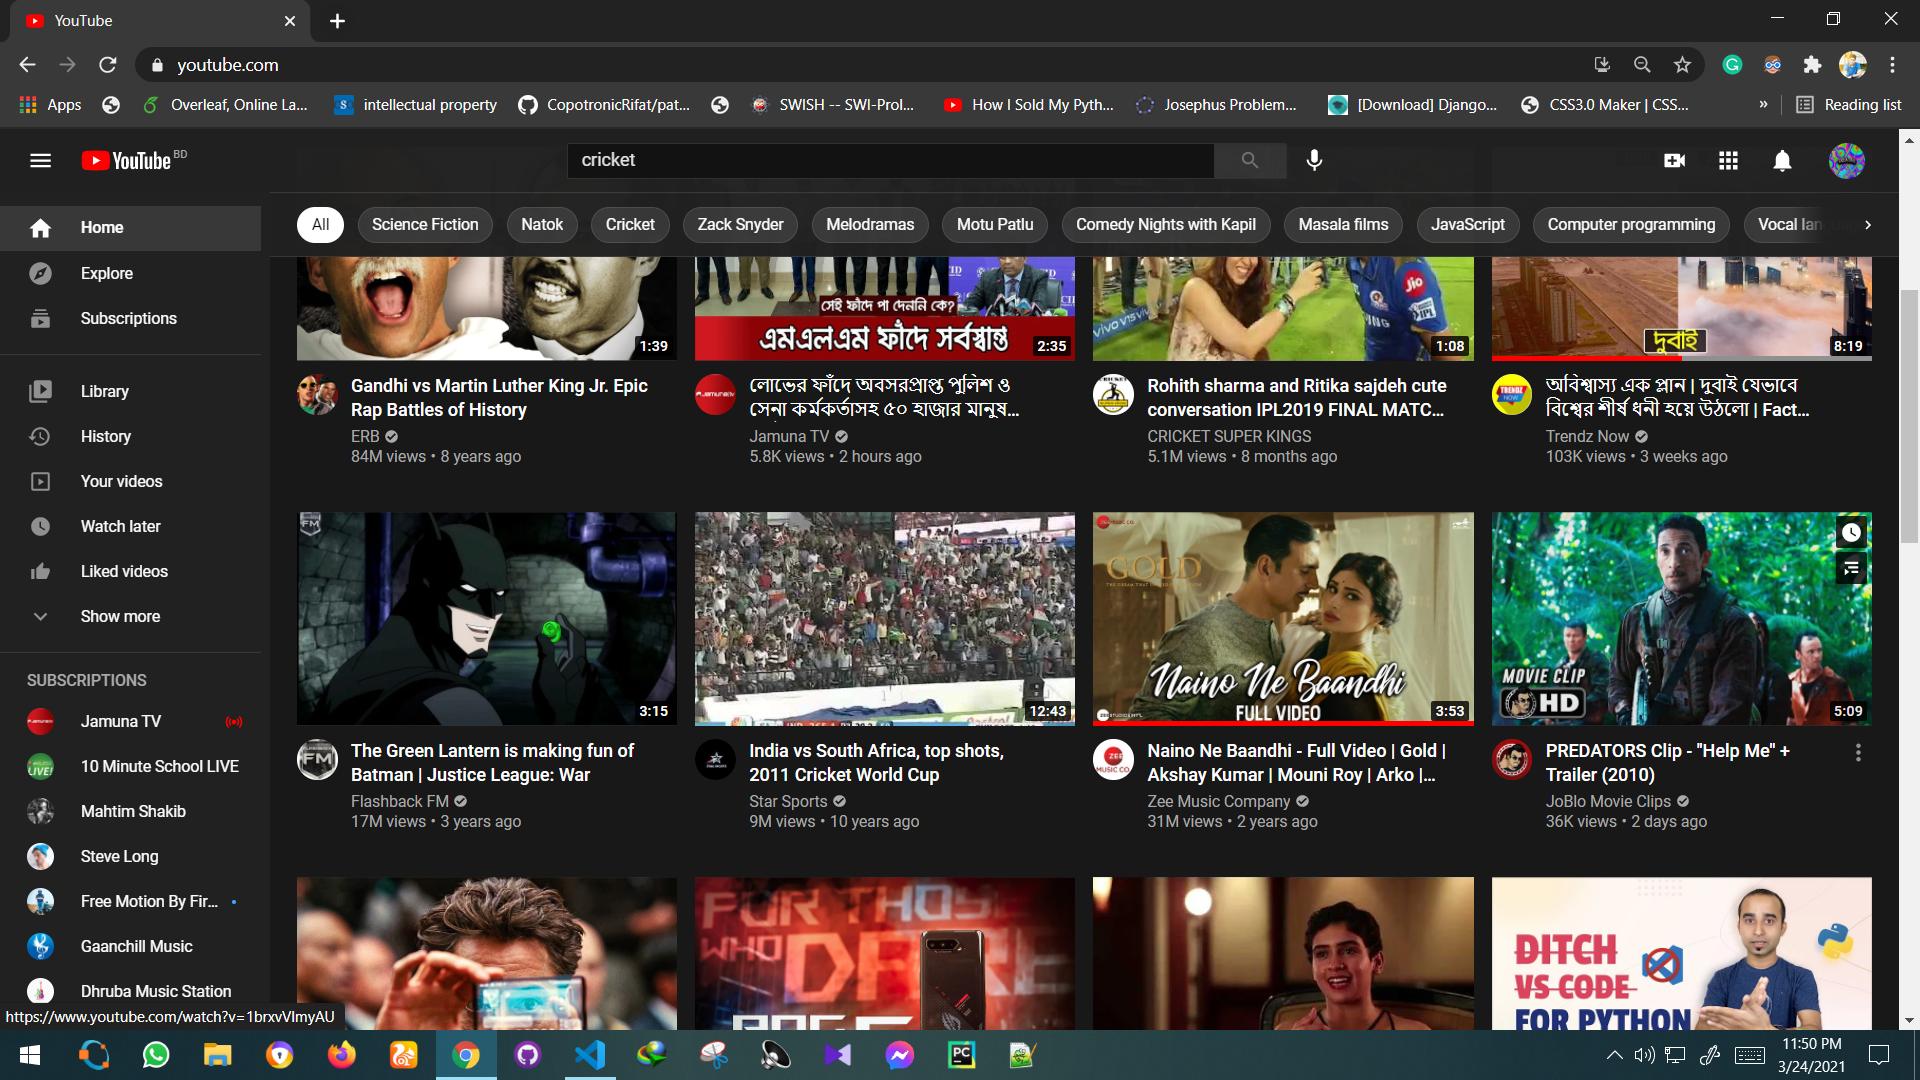 YouTube
youtube.com
Apps
Overleaf, Online La...
intellectual property
CopotronicRifat/pat...
SWISH -- SWI-Prol...
How I Sold My Pyth...
Josephus Problem...
[Download] Django...
CSS3.0 Maker | CSS...
»
Reading list
YouTube BD
cricket
All
Science Fiction
Natok
Cricket
Zack Snyder
Melodramas
Motu Patlu
Comedy Nights with Kapil
Masala films
JavaScript
Computer programming
Vocal lan
Home
Explore
Subscriptions
Library
History
Your videos
Watch later
Liked videos
Show more
SUBSCRIPTIONS
Jamuna TV
10 Minute School LIVE
Mahtim Shakib
Steve Long
Free Motion By Fir...
Gaanchill Music
Dhruba Music Station
1:39
Gandhi vs Martin Luther King Jr. Epic
Rap Battles of History
ERB
84M views • 8 years ago
সেই ফাঁদে পা দেননি কে?
এমএলএম ফাঁদে সর্বস্বান্ত
2:35
লোভের ফাঁদে অবসরপ্রাপ্ত পুলিশ ও
সেনা কর্মকর্তাসহ ৫০ হাজার মানুষ...
Jamuna TV
5.8K views • 2 hours ago
jio
IPL
1:08
Rohith sharma and Ritika sajdeh cute
conversation IPL2019 FINAL MATC...
CRICKET SUPER KINGS
5.1M views • 8 months ago
দুবাই
8:19
অবিশ্বাস্য এক প্লান | দুবাই যেভাবে
বিশ্বের শীর্ষ ধনী হয়ে উঠলো | Fact...
Trendz Now
103K views • 3 weeks ago
FM
3:15
The Green Lantern is making fun of
Batman | Justice League: War
Flashback FM
17M views • 3 years ago
12:43
India vs South Africa, top shots,
2011 Cricket World Cup
Star Sports
9M views • 10 years ago
GOLD
Naino Ne Baandhi
FULL VIDEO
3:53
Naino Ne Baandhi - Full Video | Gold |
Akshay Kumar | Mouni Roy | Arko |...
Zee Music Company
31M views • 2 years ago
MOVIE CLIP
HD
5:09
PREDATORS Clip - "Help Me" +
Trailer (2010)
JoBlo Movie Clips
36K views • 2 days ago
FOR THOSE
WHO DARE
DITCH
VS CODE
FOR PYTHON
https://www.youtube.com/watch?v=1brxvVlmyAU
11:50 PM
3/24/2021